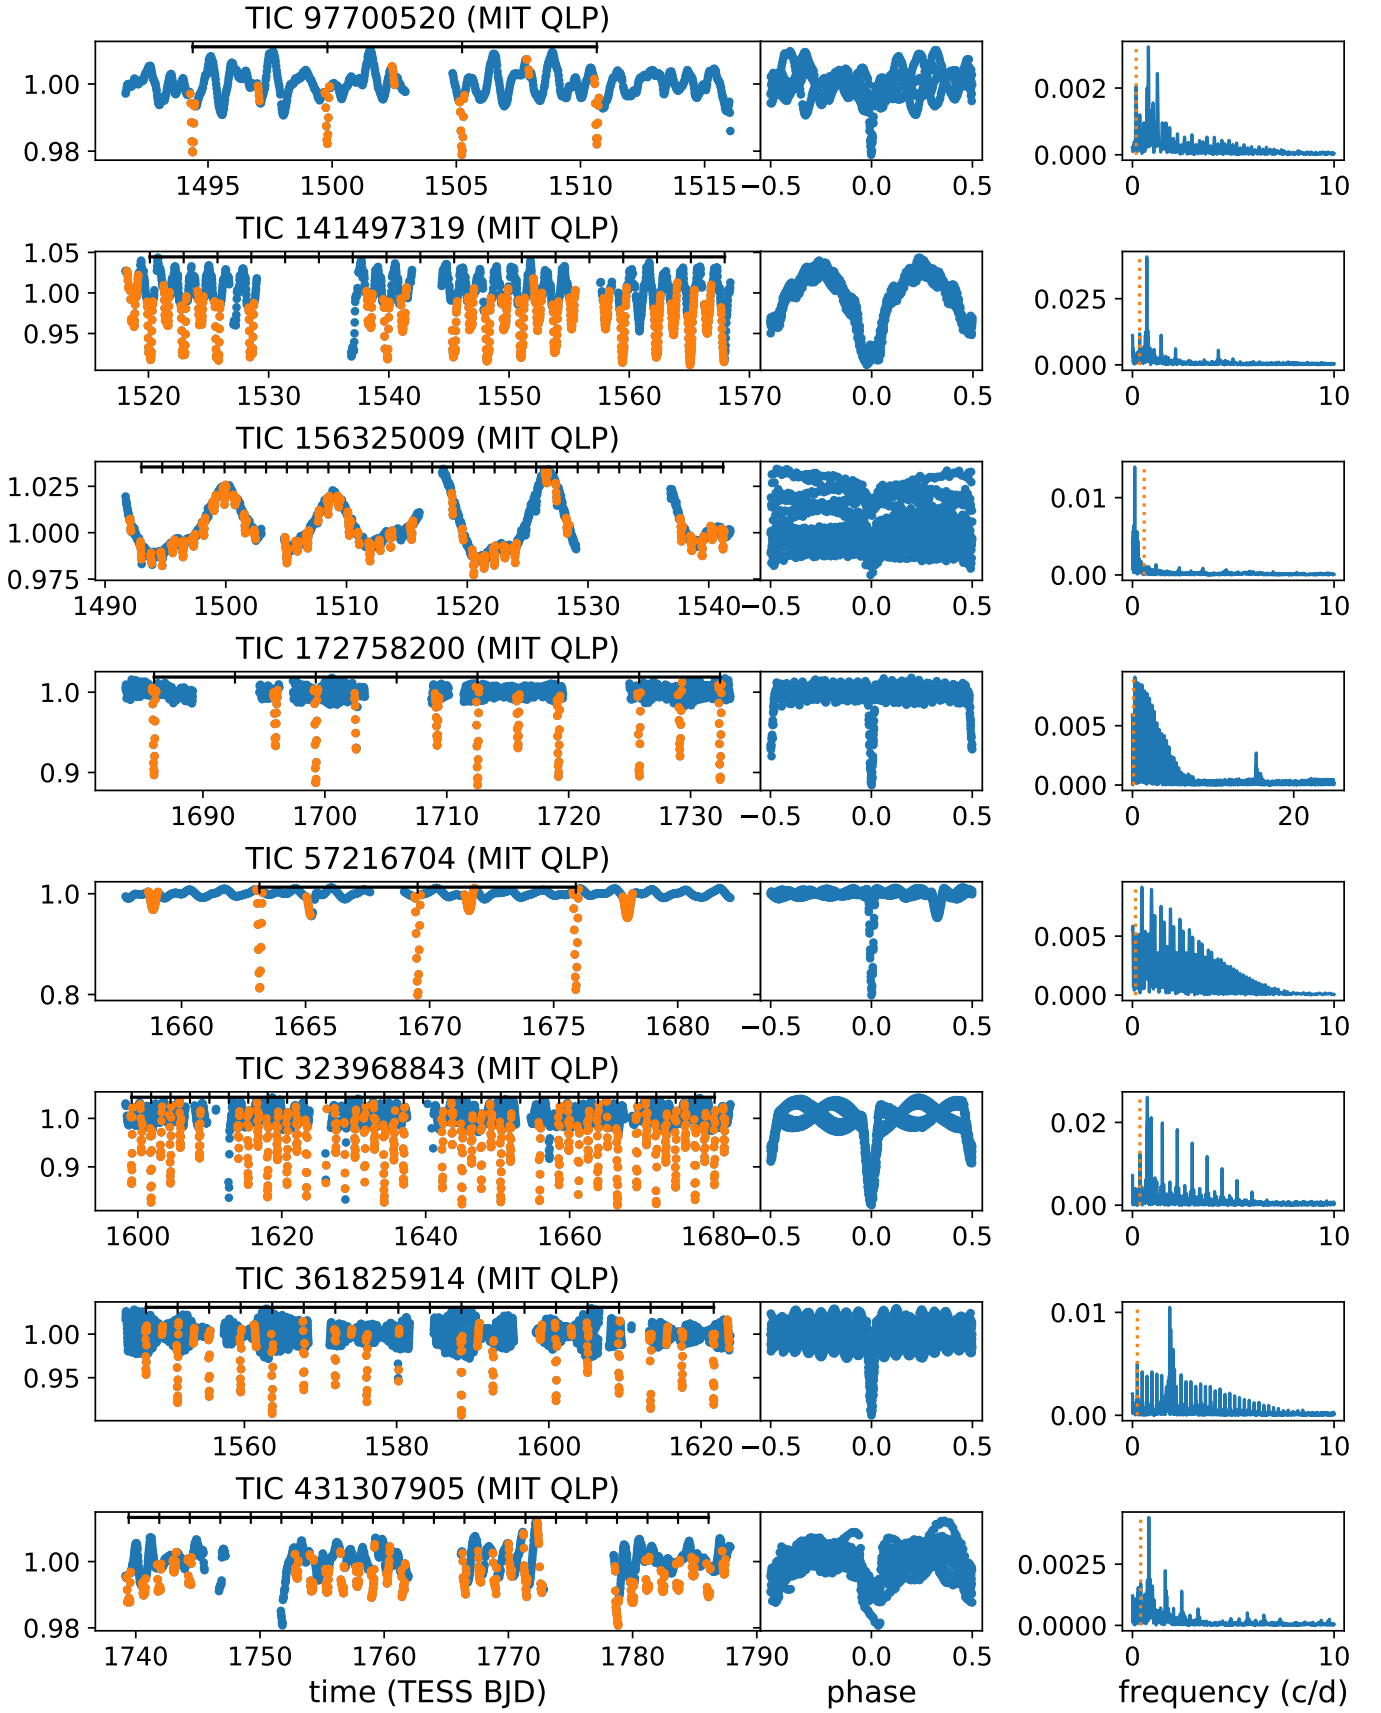 TIC 97700520 (MIT QLP)
1.00
0.98
1495 1500 1505 1510 1515
−0.5 0.0 0.5
0.002
0.000
0 10
TIC 141497319 (MIT QLP)
1.05
1.00
0.95
1520 1530 1540 1550 1560 1570
0.0 0.5
0.025
0.000
0 10
TIC 156325009 (MIT QLP)
1.025
1.000
0.975
1490 1500 1510 1520 1530 1540
−0.5 0.0 0.5
0.01
0.00
0 10
TIC 172758200 (MIT QLP)
1.0
0.9
1690 1700 1710 1720 1730
−0.5 0.0 0.5
0.005
0.000
0 20
TIC 57216704 (MIT QLP)
1.0
0.8
1660 1665 1670 1675 1680
−0.5 0.0 0.5
0.005
0.000
0 10
TIC 323968843 (MIT QLP)
1.0
0.9
1600 1620 1640 1660 1680
−0.5 0.0 0.5
0.02
0.00
0 10
TIC 361825914 (MIT QLP)
1.00
0.95
1560 1580 1600 1620
−0.5 0.0 0.5
0.01
0.00
0 10
TIC 431307905 (MIT QLP)
1.00
0.98
1740 1750 1760 1770 1780 1790
0.0 0.5
0.0025
0.0000
0 10
time (TESS BJD)
phase
frequency (c/d)